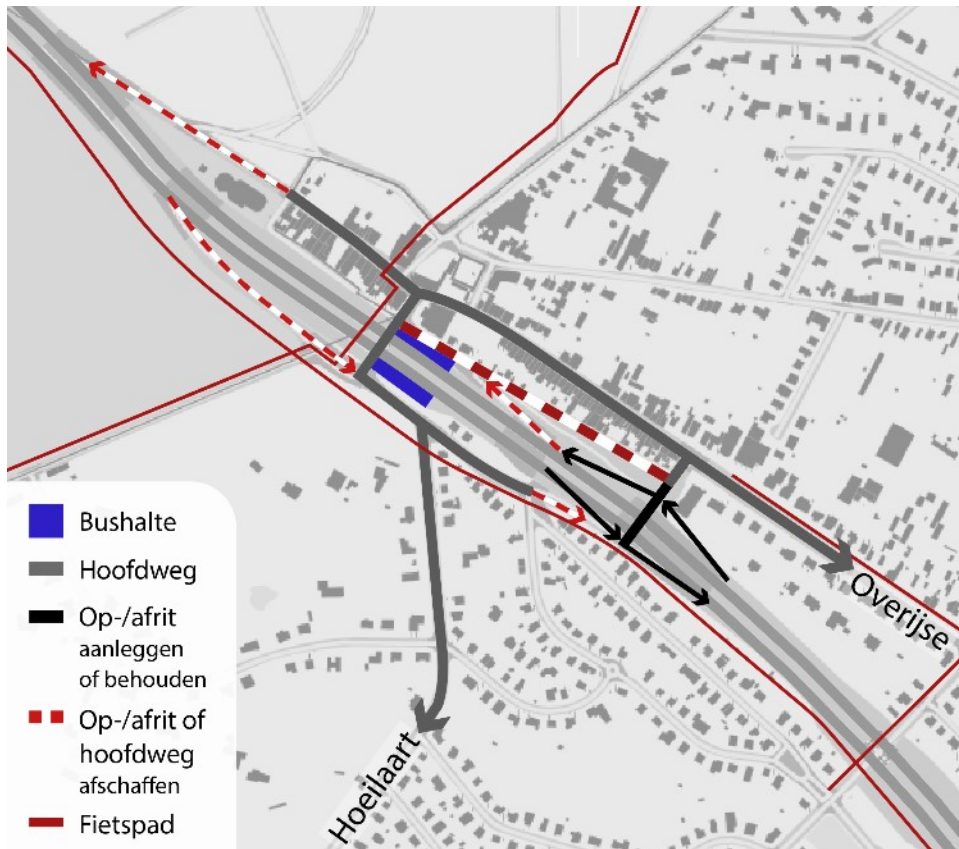 Bushalte
Hoofdweg
Op-/afrit
aanleggen
of behouden
Op-/afrit of
hoofdweg
afschaffen
Fietspad
Hoeilaart
Overijse